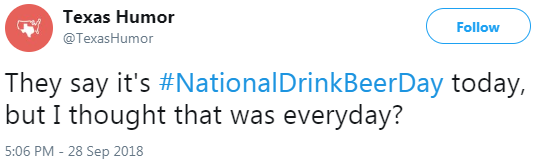 Texas Humor
@TexasHumor
Follow
They say it's #NationalDrinkBeerDay today,
but I thought that was everyday?
5:06 PM - 28 Sep 2018